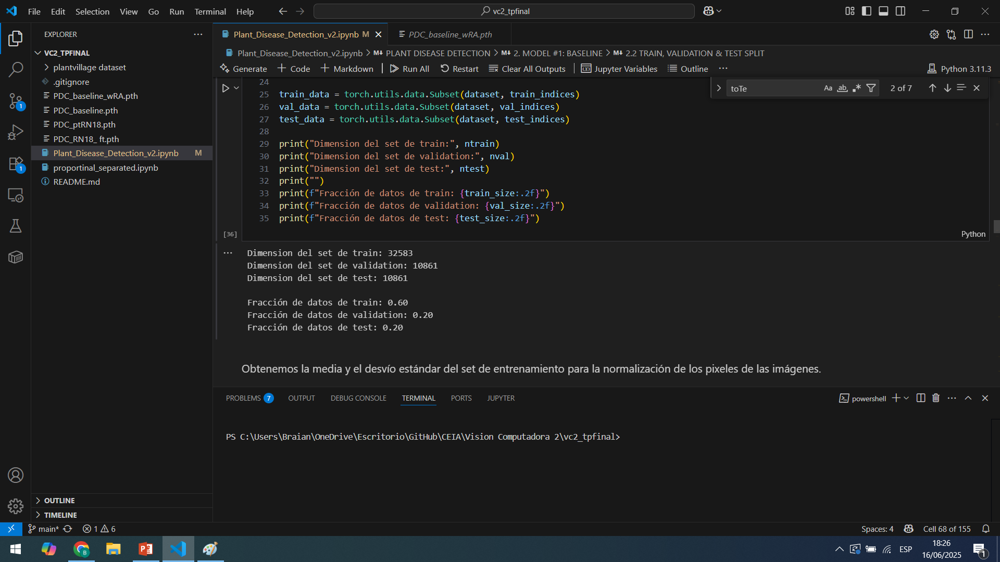 File Edit Selection View Go Run Terminal Help
vc2_tpfinal
EXPLORER
VC2_TPFINAL
plantvillage dataset
.gitignore
PDC_baseline_wRA.pth
PDC_baseline.pth
PDC_ptRN18.pth
PDC_RN18_ ft.pth
Plant_Disease_Detection_v2.ipynb M
proportinal_separated.ipynb
README.md
OUTLINE
TIMELINE
1
1
Plant_Disease_Detection_v2.ipynb M
PDC_baseline_wRA.pth
Plant_Disease_Detection_v2.ipynb > M↓ PLANT DISEASE DETECTION > M↓ 2. MODEL #1: BASELINE > M↓ 2.2 TRAIN, VALIDATION & TEST SPLIT
Generate + Code + Markdown | Run All Restart Clear All Outputs | Jupyter Variables Outline ... Python 3.11.3
toTe Aa ab .* 2 of 7
24
25 train_data = torch.utils.data.Subset(dataset, train_indices)
26 val_data = torch.utils.data.Subset(dataset, val_indices)
27 test_data = torch.utils.data.Subset(dataset, test_indices)
28
29 print("Dimension del set de train:", ntrain)
30 print("Dimension del set de validation:", nval)
31 print("Dimension del set de test:", ntest)
32 print("")
33 print(f"Fracción de datos de train: {train_size:.2f}")
34 print(f"Fracción de datos de validation: {val_size:.2f}")
35 print(f"Fracción de datos de test: {test_size:.2f}")
[36]
Python
Dimension del set de train: 32583
Dimension del set de validation: 10861
Dimension del set de test: 10861
Fracción de datos de train: 0.60
Fracción de datos de validation: 0.20
Fracción de datos de test: 0.20
Obtenemos la media y el desvío estándar del set de entrenamiento para la normalización de los pixeles de las imágenes.
PROBLEMS 7 OUTPUT DEBUG CONSOLE TERMINAL PORTS JUPYTER
powershell
PS C:\Users\Braian\OneDrive\Escritorio\GitHub\CEIA\Vision Computadora 2\vc2_tpfinal>
main* 1 6
Spaces: 4 Cell 68 of 155
B
P
ESP
18:26
16/06/2025
1